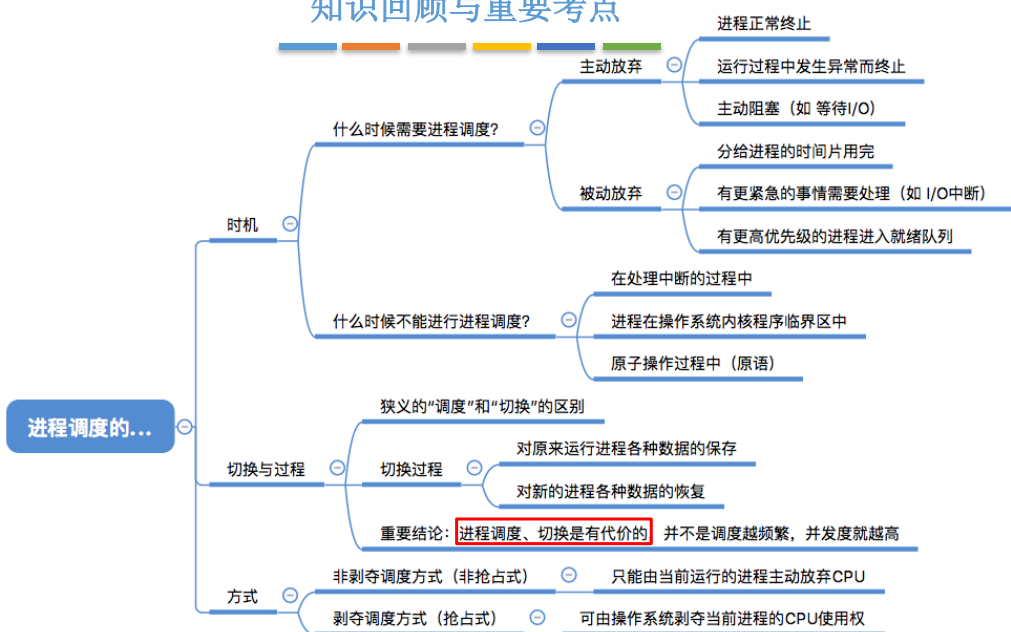 知识回顾与重要考点
进程正常终止
主动放弃
运行过程中发生异常而终止
主动阻塞（如 等待I/O）
什么时候需要进程调度？
分给进程的时间片用完
被动放弃
有更紧急的事情需要处理（如 I/O中断）
有更高优先级的进程进入就绪队列
时机
在处理中断的过程中
什么时候不能进行进程调度？
进程在操作系统内核程序临界区中
原子操作过程中（原语）
进程调度的...
狭义的“调度”和“切换”的区别
对原来运行进程各种数据的保存
切换与过程
切换过程
对新的进程各种数据的恢复
重要结论：进程调度、切换是有代价的，并不是调度越频繁，并发度就越高
非剥夺调度方式（非抢占式）
只能由当前运行的进程主动放弃CPU
方式
剥夺调度方式（抢占式）
可由操作系统剥夺当前进程的CPU使用权